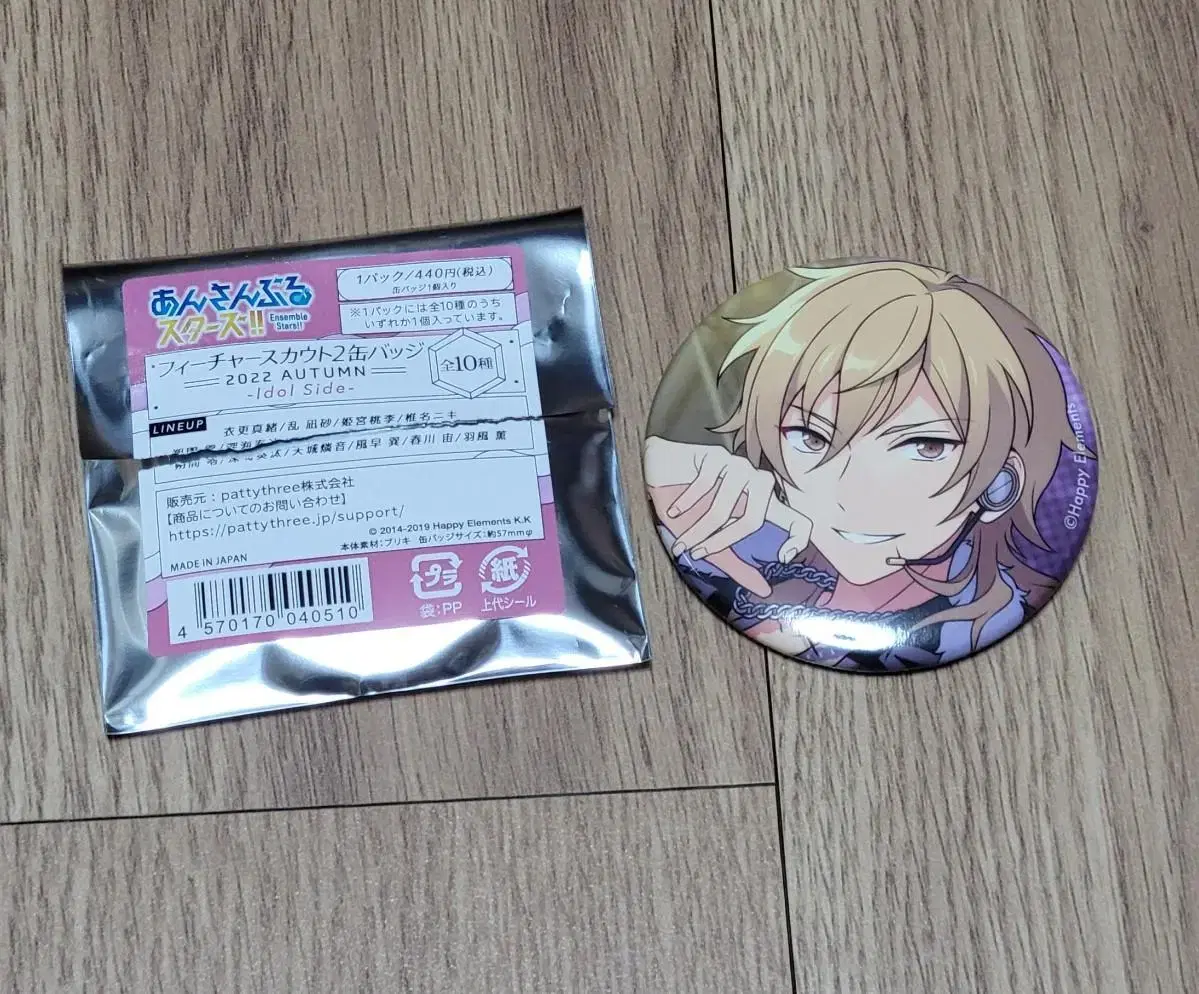 あんさんぶる
スターズ!!
Ensemble
Stars!!
1パック/440円(税込)
缶バッジ1個入り
※1パックには全10種のうち
いずれか1個入っています。
フィーチャースカウト2缶バッジ
2022 AUTUMN
-Idol Side-
全10種
LINEUP
衣更真緒/乱 凪砂/姫宮桃李/椎名ニキ
朔間 零/深海奏汰/天城燐音/風早 巽/春川 宙/羽風 薫
販売元:pattythree株式会社
【商品についてのお問い合わせ】
https://pattythree.jp/support/
© 2014-2019 Happy Elements K.K
本体素材:ブリキ 缶バッジサイズ:約57mmφ
MADE IN JAPAN
4 570170 040510
プラ
袋:PP
紙
上代シール
©Happy Elements